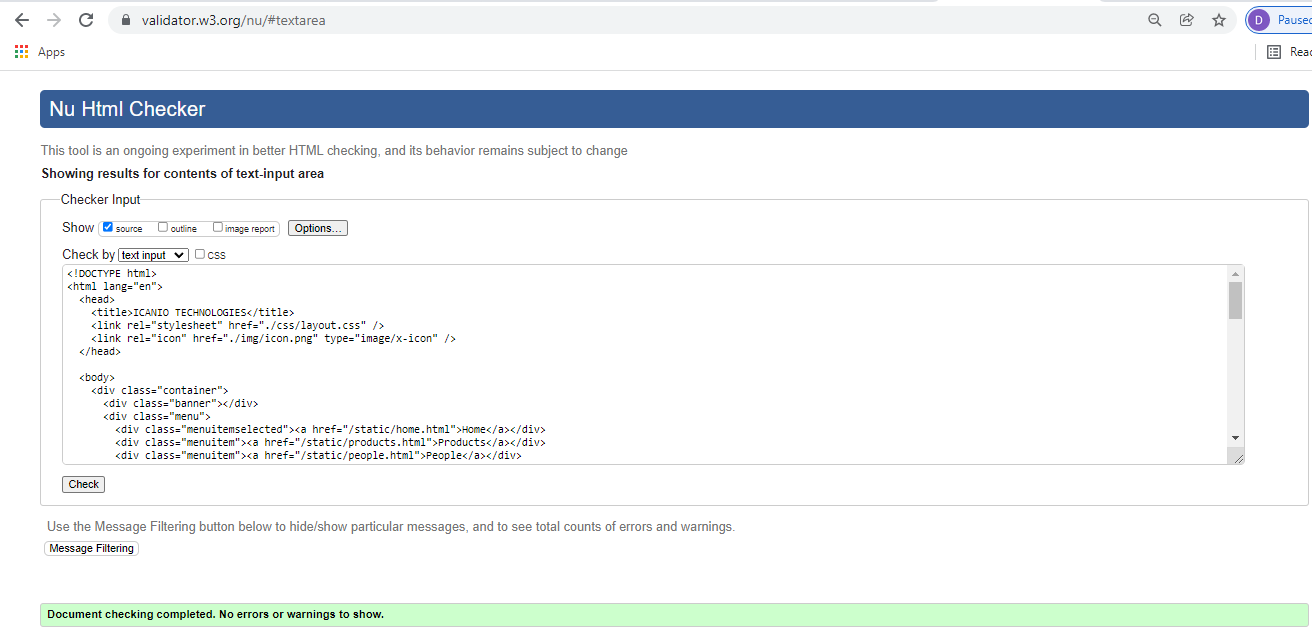 validator.w3.org/nu/#textarea
D Paused
Apps
Read
Nu Html Checker
This tool is an ongoing experiment in better HTML checking, and its behavior remains subject to change
Showing results for contents of text-input area
Checker Input
Show source outline image report Options...
Check by text input CSS
<!DOCTYPE html>
<html lang="en">
<head>
<title>ICANIO TECHNOLOGIES</title>
<link rel="stylesheet" href="./css/layout.css" />
<link rel="icon" href="./img/icon.png" type="image/x-icon" />
</head>
<body>
<div class="container">
<div class="banner"></div>
<div class="menu">
<div class="menuitemselected"><a href="/static/home.html">Home</a></div>
<div class="menuitem"><a href="/static/products.html">Products</a></div>
<div class="menuitem"><a href="/static/people.html">People</a></div>
Check
Use the Message Filtering button below to hide/show particular messages, and to see total counts of errors and warnings.
Message Filtering
Document checking completed. No errors or warnings to show.